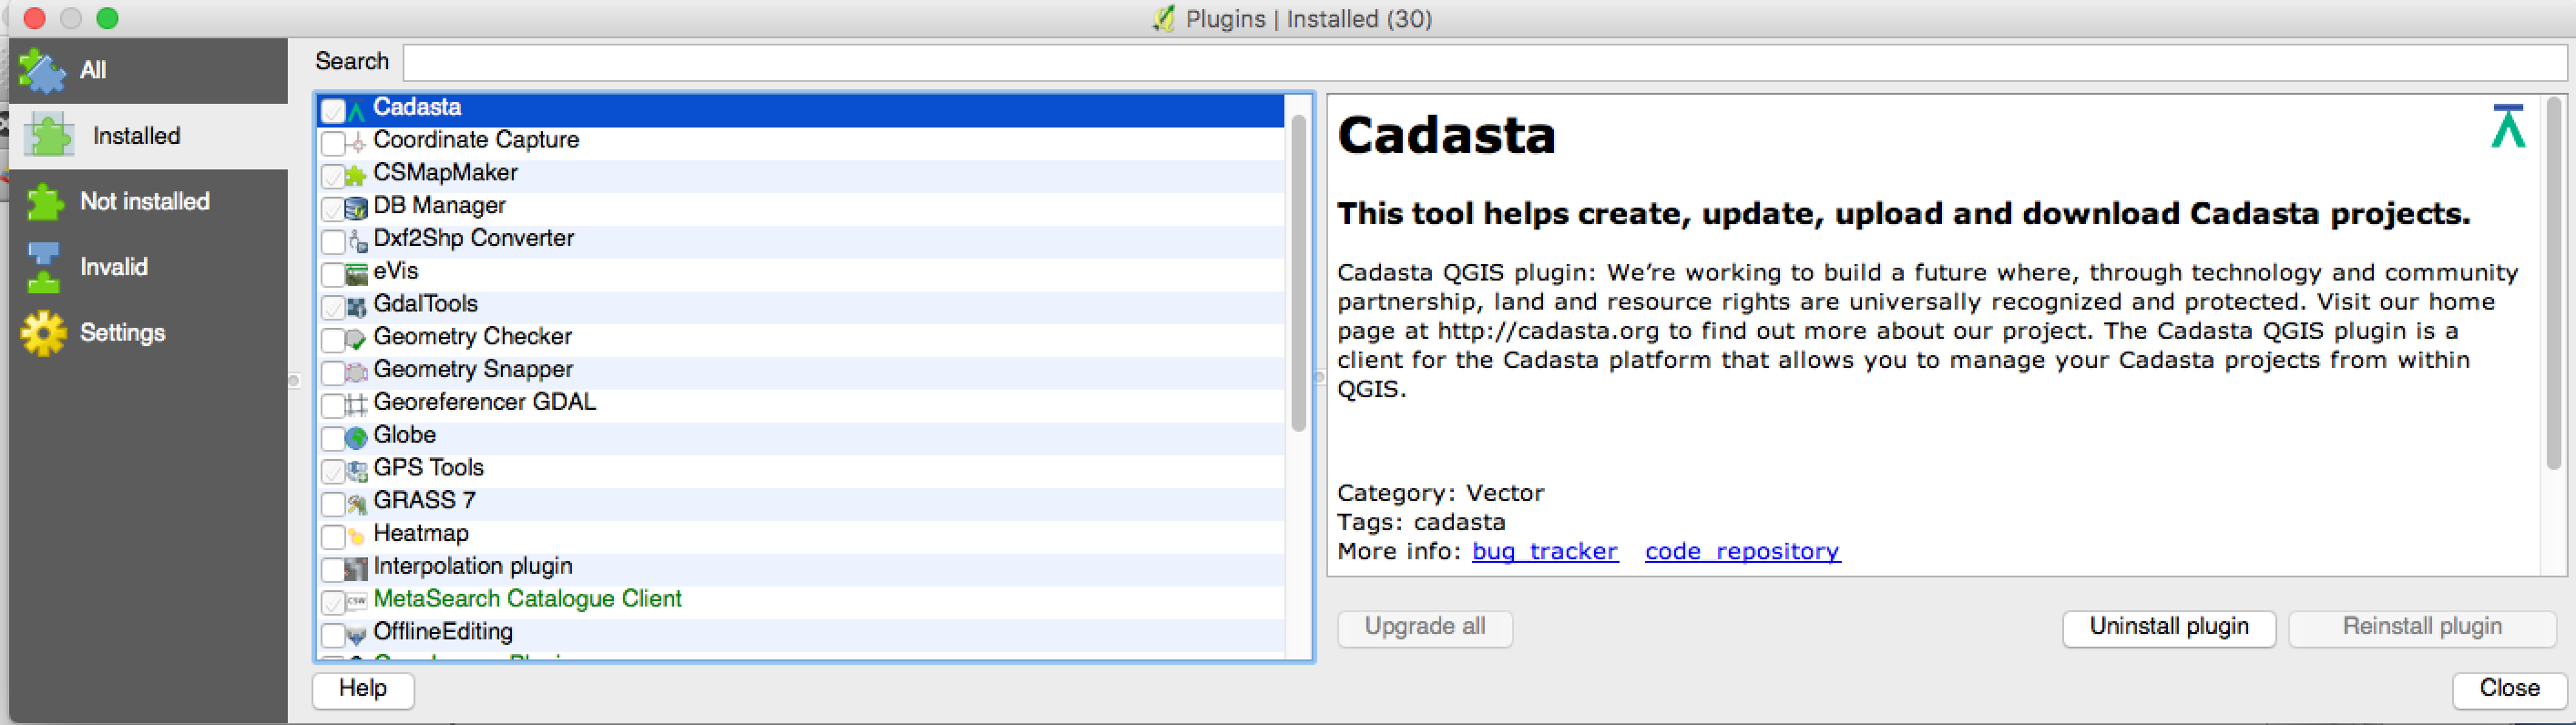 Plugins | Installed (30)
All
Installed
Not installed
Invalid
Settings
Search
Cadasta
Coordinate Capture
CSMapMaker
DB Manager
Dxf2Shp Converter
eVis
GdalTools
Geometry Checker
Geometry Snapper
Georeferencer GDAL
Globe
GPS Tools
GRASS 7
Heatmap
Interpolation plugin
CSW
MetaSearch Catalogue Client
OfflineEditing
Cadasta
This tool helps create, update, upload and download Cadasta projects.
Cadasta QGIS plugin: We’re working to build a future where, through technology and community
partnership, land and resource rights are universally recognized and protected. Visit our home
page at http://cadasta.org to find out more about our project. The Cadasta QGIS plugin is a
client for the Cadasta platform that allows you to manage your Cadasta projects from within
QGIS.
Category: Vector
Tags: cadasta
More info: bug_tracker code_repository
Upgrade all
Uninstall plugin
Reinstall plugin
Help
Close